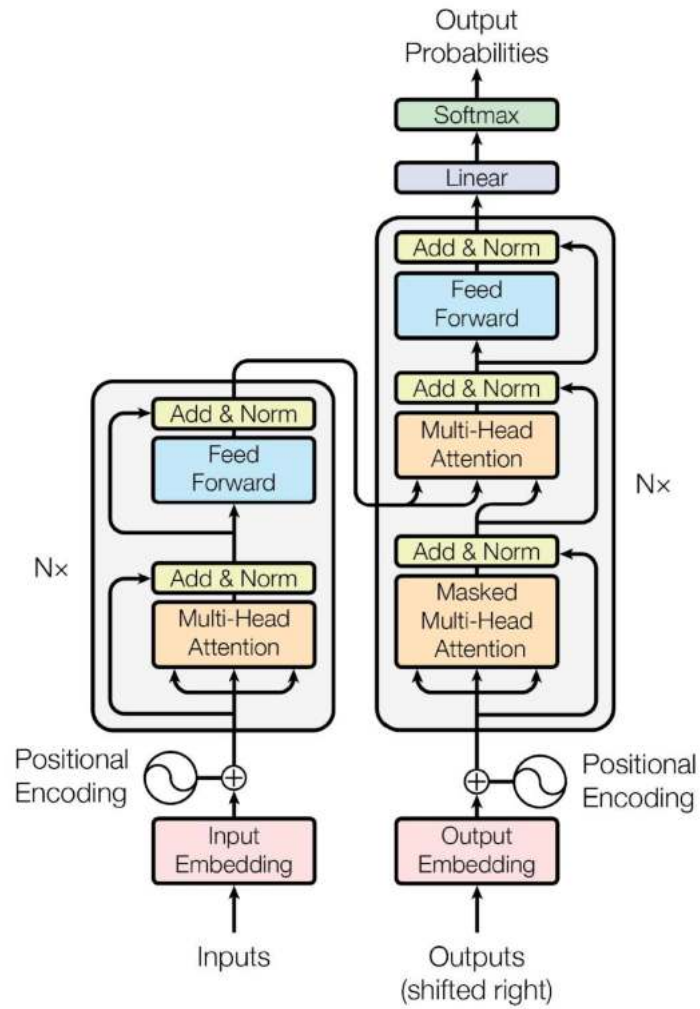 Output
Probabilities
Softmax
Linear
Add & Norm
Feed
Forward
Add & Norm
Multi-Head
Attention
Add & Norm
Masked
Multi-Head
Attention
Nx
Add & Norm
Feed
Forward
Add & Norm
Multi-Head
Attention
Nx
Positional
Encoding
Positional
Encoding
Input
Embedding
Output
Embedding
Inputs
Outputs
(shifted right)